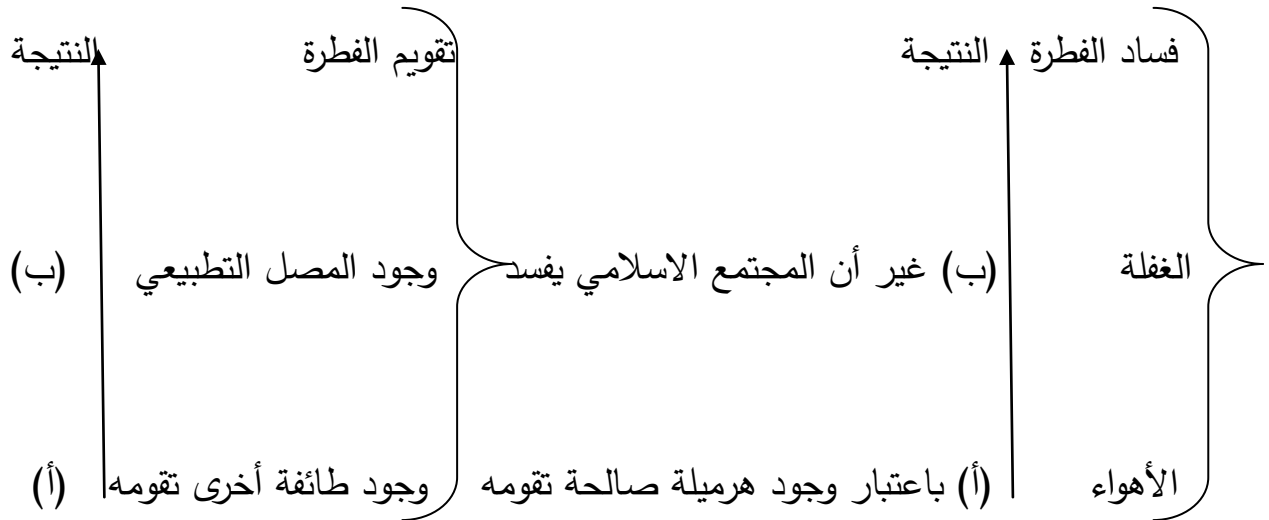 فساد الفطرة النتيجة تقويم الفطرة النتيجة
الغفلة (ب) غير أن المجتمع الاسلامي يفسد وجود المصل التطبيعي (ب)
الأهواء (أ) باعتبار وجود هرميلة صالحة تقومه وجود طائفة أخرى تقومه (أ)